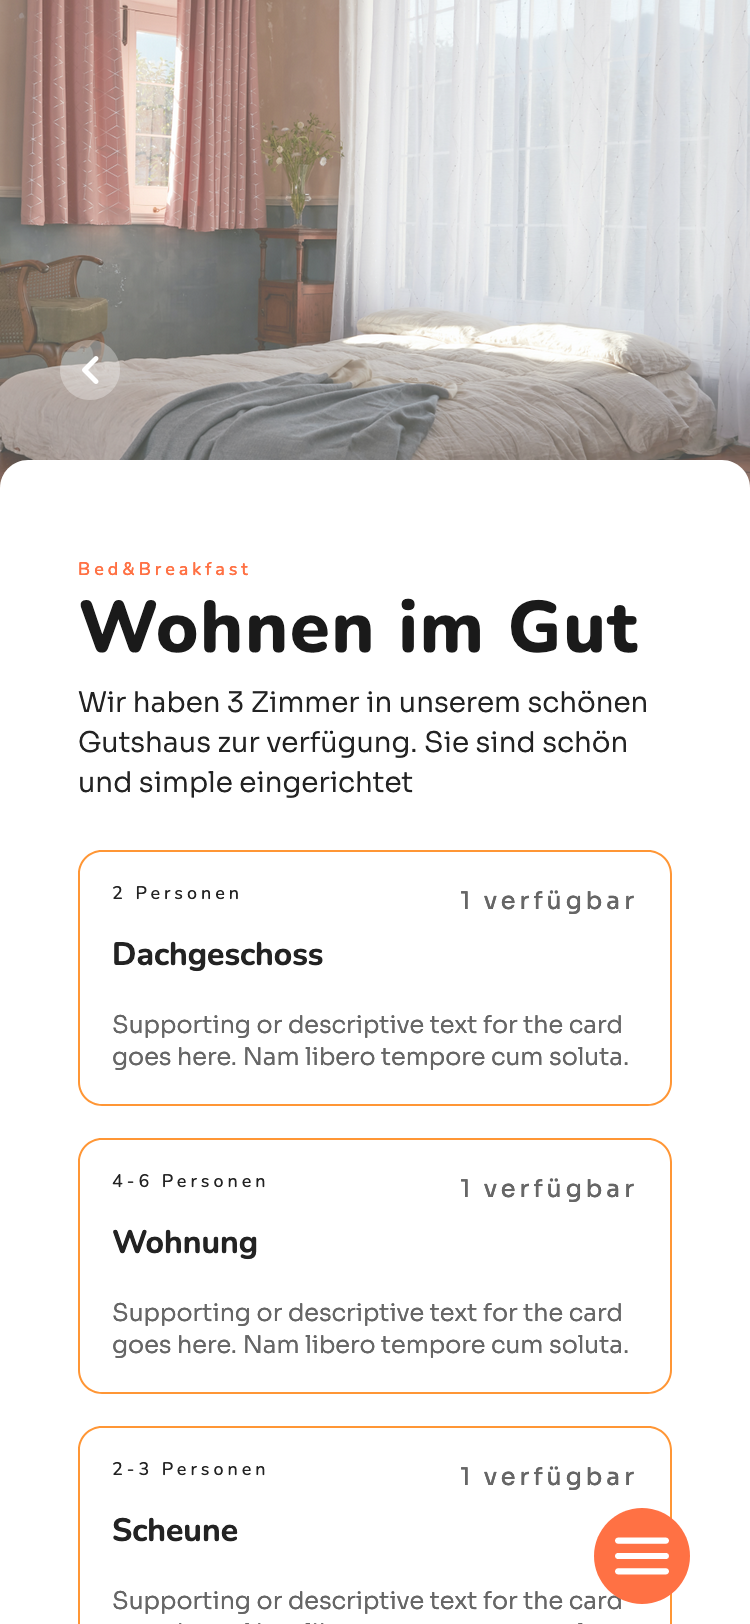 Bed&Breakfast
Wohnen im Gut
Wir haben 3 Zimmer in unserem schönen
Gutshaus zur verfügung. Sie sind schön
und simple eingerichtet
2 Personen
1 verfügbar
Dachgeschoss
Supporting or descriptive text for the card
goes here. Nam libero tempore cum soluta.
4-6 Personen
1 verfügbar
Wohnung
Supporting or descriptive text for the card
goes here. Nam libero tempore cum soluta.
2-3 Personen
1 verfügbar
Scheune
Supporting or descriptive text for the card